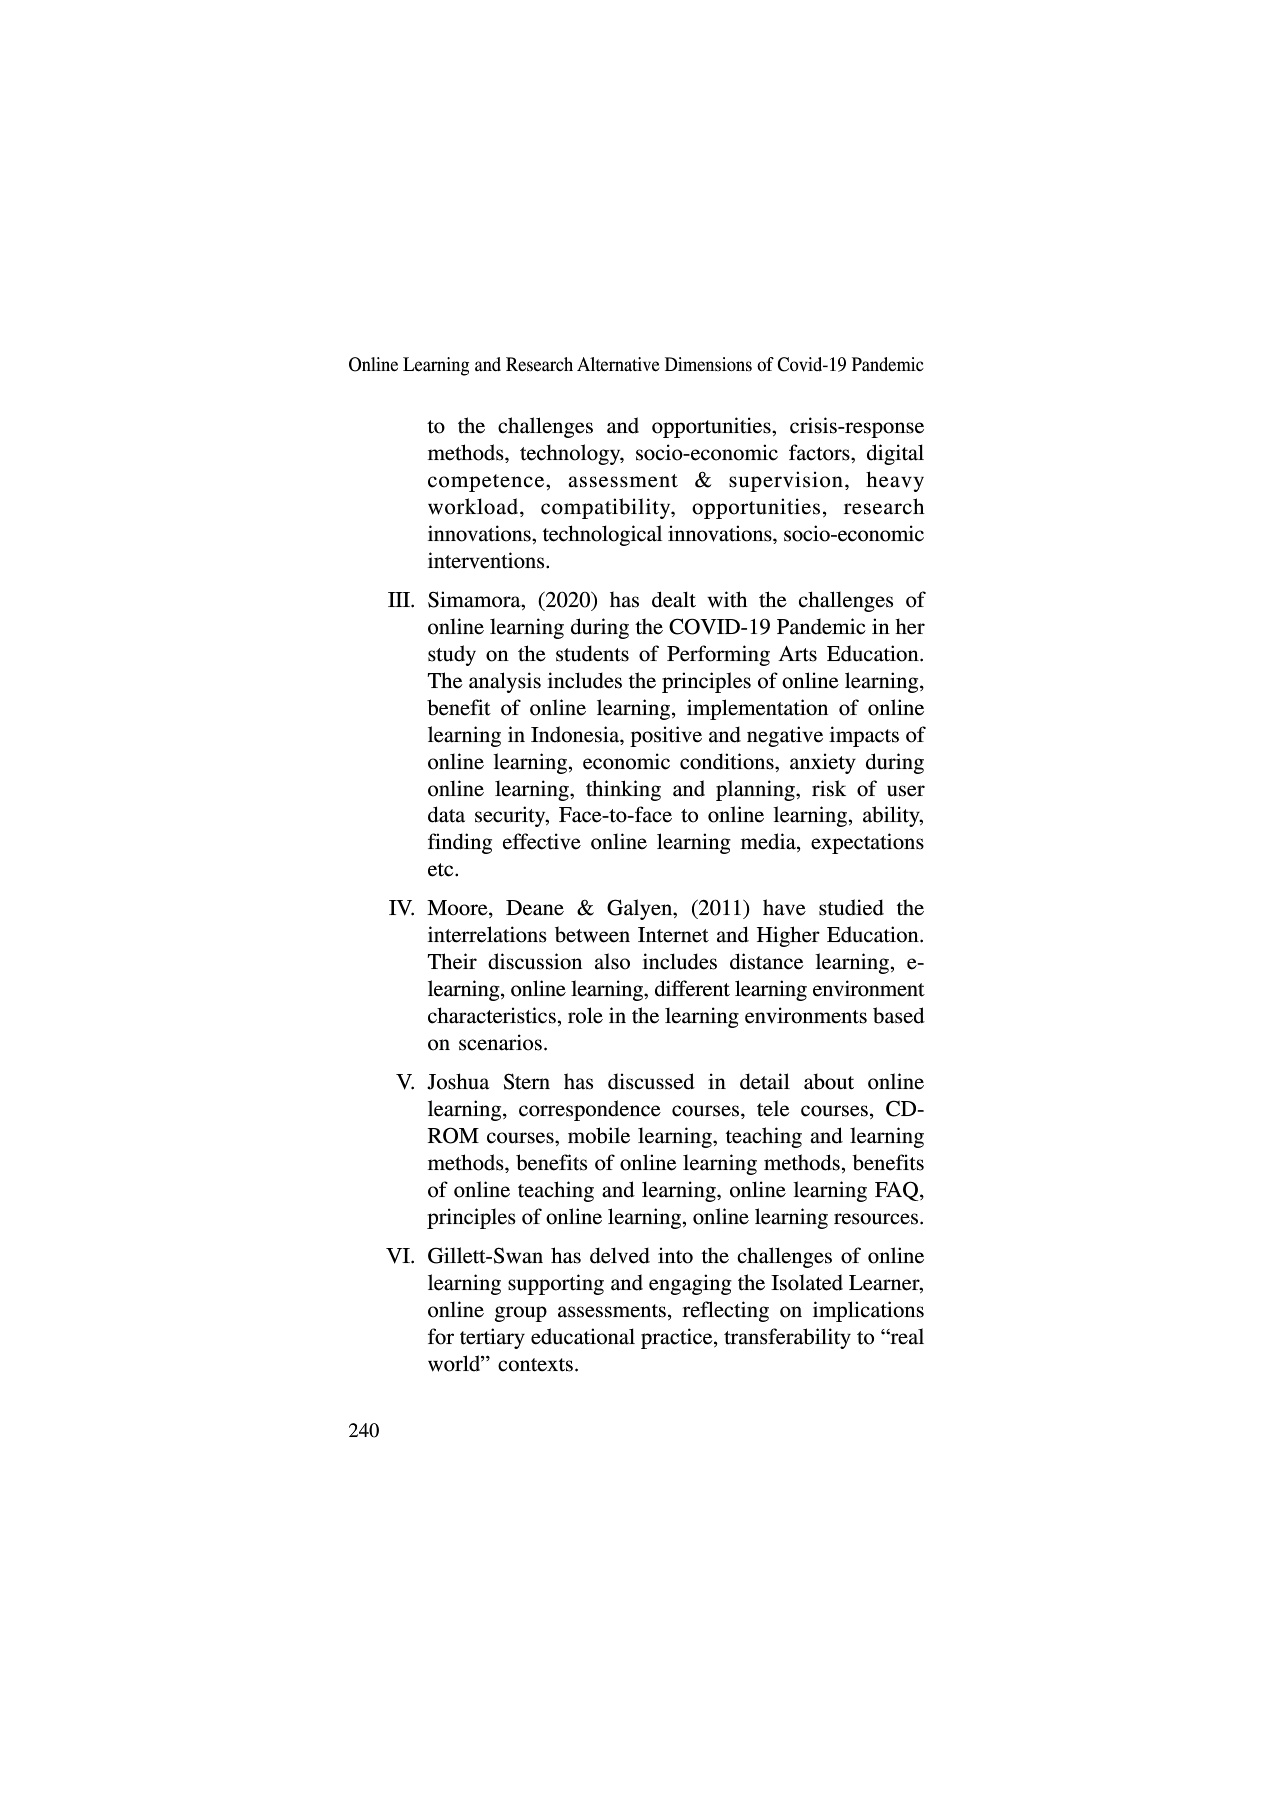 Online Learning and Research Alternative Dimensions of Covid-19 Pandemic
to the challenges and opportunities, crisis-response
methods, technology, socio-economic factors, digital
competence, assessment & supervision, heavy
workload, compatibility, opportunities, research
innovations, technological innovations, socio-economic
interventions.
III. Simamora, (2020) has dealt with the challenges of
online learning during the COVID-19 Pandemic in her
study on the students of Performing Arts Education.
The analysis includes the principles of online learning,
benefit of online learning, implementation of online
learning in Indonesia, positive and negative impacts of
online learning, economic conditions, anxiety during
online learning, thinking and planning, risk of user
data security, Face-to-face to online learning, ability,
finding effective online learning media, expectations
etc.
IV. Moore, Deane & Galyen, (2011) have studied the
interrelations between Internet and Higher Education.
Their discussion also includes distance learning, e-
learning, online learning, different learning environment
characteristics, role in the learning environments based
on scenarios.
V. Joshua Stern has discussed in detail about online
learning, correspondence courses, tele courses, CD-
ROM courses, mobile learning, teaching and learning
methods, benefits of online learning methods, benefits
of online teaching and learning, online learning FAQ,
principles of online learning, online learning resources.
VI. Gillett-Swan has delved into the challenges of online
learning supporting and engaging the Isolated Learner,
online group assessments, reflecting on implications
for tertiary educational practice, transferability to “real
world” contexts.
240